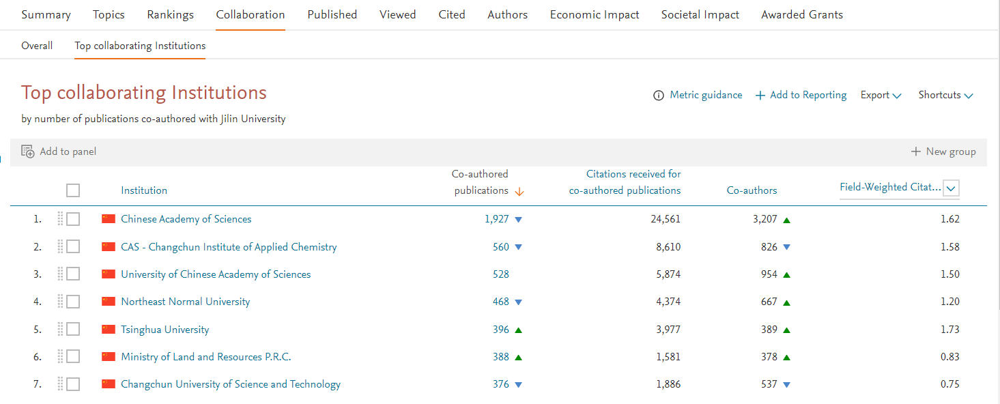 Summary Topics Rankings Collaboration Published Viewed Cited Authors Economic Impact Societal Impact Awarded Grants
Overall Top collaborating Institutions
Top collaborating Institutions
Metric guidance + Add to Reporting Export Shortcuts
by number of publications co-authored with Jilin University
Add to panel + New group
Co-authored publications Citations received for co-authored publications
Institution Co-authors Field-Weighted Citat...
1. Chinese Academy of Sciences 1,927 24,561 3,207 1.62
2. CAS - Changchun Institute of Applied Chemistry 560 8,610 826 1.58
3. University of Chinese Academy of Sciences 528 5,874 954 1.50
4. Northeast Normal University 468 4,374 667 1.20
5. Tsinghua University 396 3,977 389 1.73
6. Ministry of Land and Resources P.R.C. 388 1,581 378 0.83
7. Changchun University of Science and Technology 376 1,886 537 0.75